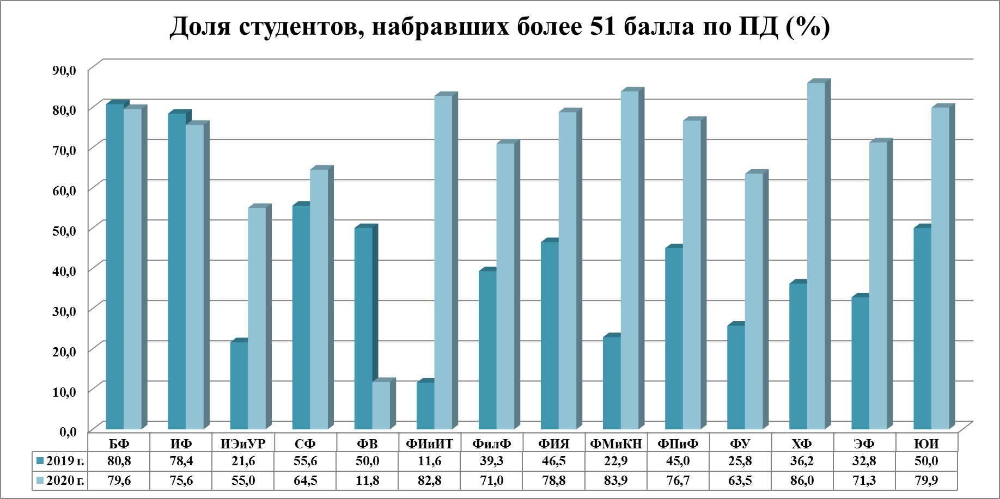 Доля студентов, набравших более 51 балла по ПД (%)
90,0
80,0
70,0
60,0
50,0
40,0
30,0
20,0
10,0
0,0
БФ ИФ ИЭиУР СФ ФВ ФИиИТ ФилФ ФИЯ ФМиКН ФПиФ ФУ ХФ ЭФ ЮИ
2019 г. 80,8 78,4 21,6 55,6 50,0 11,6 39,3 46,5 22,9 45,0 25,8 36,2 32,8 50,0
2020 г. 79,6 75,6 55,0 64,5 11,8 82,8 71,0 78,8 83,9 76,7 63,5 86,0 71,3 79,9